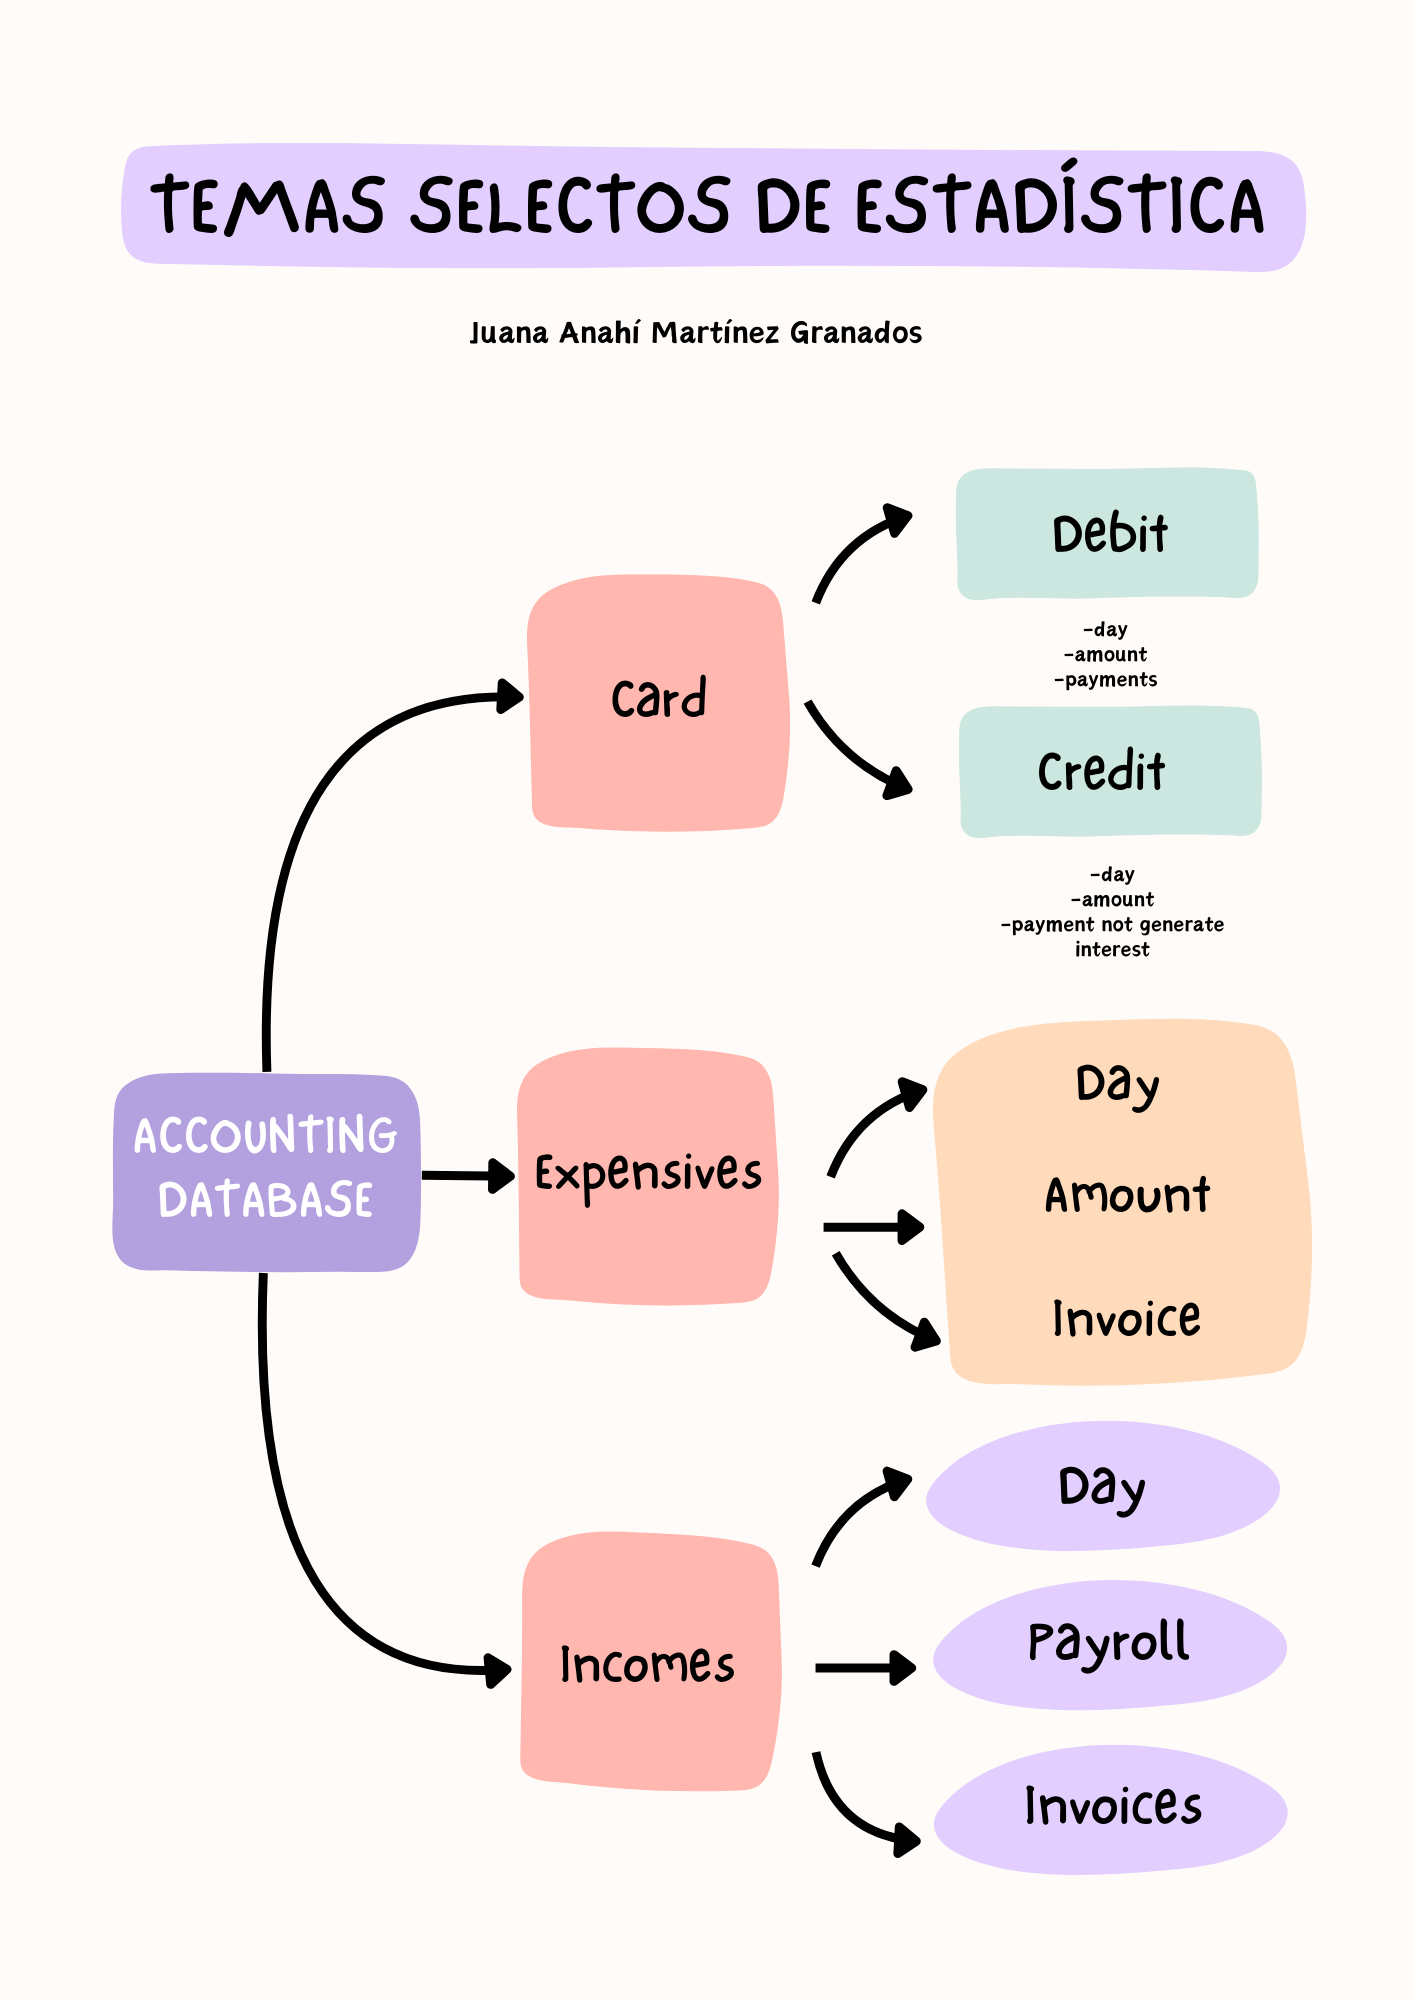 TEMAS SELECTOS DE ESTADÍSTICA
Juana Anahí Martínez Granados
Debit
-day
-amount
-payments
Card
Credit
-day
-amount
-payment not generate
interest
ACCOUNTING
DATABASE
Expensives
Day
Amount
Invoice
Incomes
Day
Payroll
Invoices